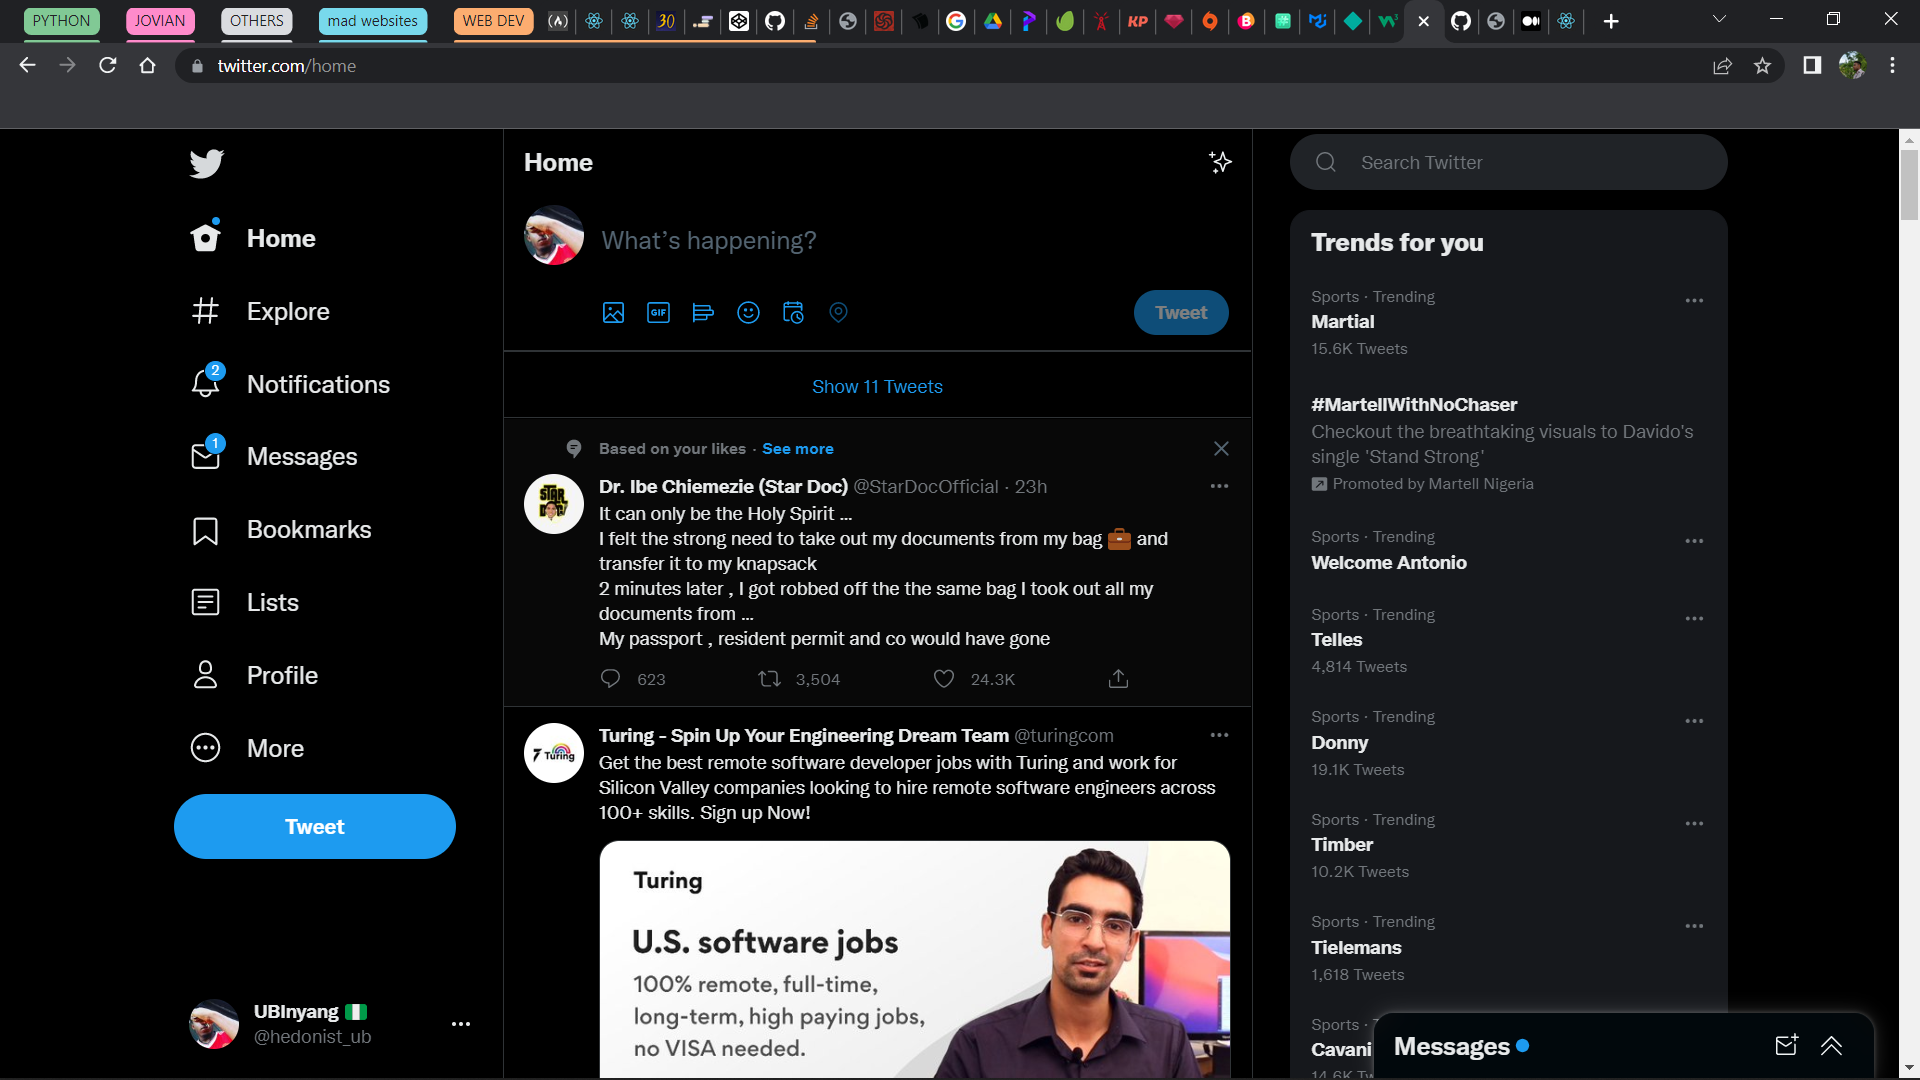 PYTHON
JOVIAN
OTHERS
mad websites
WEB DEV
30
KP
twitter.com/home
Home
Explore
2
Notifications
1
Messages
Bookmarks
Lists
Profile
More
Tweet
UBInyang
@hedonist_ub
Home
What's happening?
GIF
Tweet
Show 11 Tweets
Based on your likes · See more
Dr. Ibe Chiemezie (Star Doc) @StarDocOfficial · 23h
It can only be the Holy Spirit ...
I felt the strong need to take out my documents from my bag 💼 and
transfer it to my knapsack
2 minutes later , I got robbed off the the same bag I took out all my
documents from ...
My passport , resident permit and co would have gone
623 3,504 24.3K
Turing - Spin Up Your Engineering Dream Team @turingcom
Turing
Get the best remote software developer jobs with Turing and work for
Silicon Valley companies looking to hire remote software engineers across
100+ skills. Sign up Now!
Turing
U.S. software jobs
100% remote, full-time,
long-term, high paying jobs,
no VISA needed.
Search Twitter
Trends for you
Sports · Trending
Martial
15.6K Tweets
#MartellWithNoChaser
Checkout the breathtaking visuals to Davido's
single 'Stand Strong'
Promoted by Martell Nigeria
Sports · Trending
Welcome Antonio
Sports · Trending
Telles
4,814 Tweets
Sports · Trending
Donny
19.1K Tweets
Sports · Trending
Timber
10.2K Tweets
Sports · Trending
Tielemans
1,618 Tweets
Sports ·
Cavani
14.6K
Messages